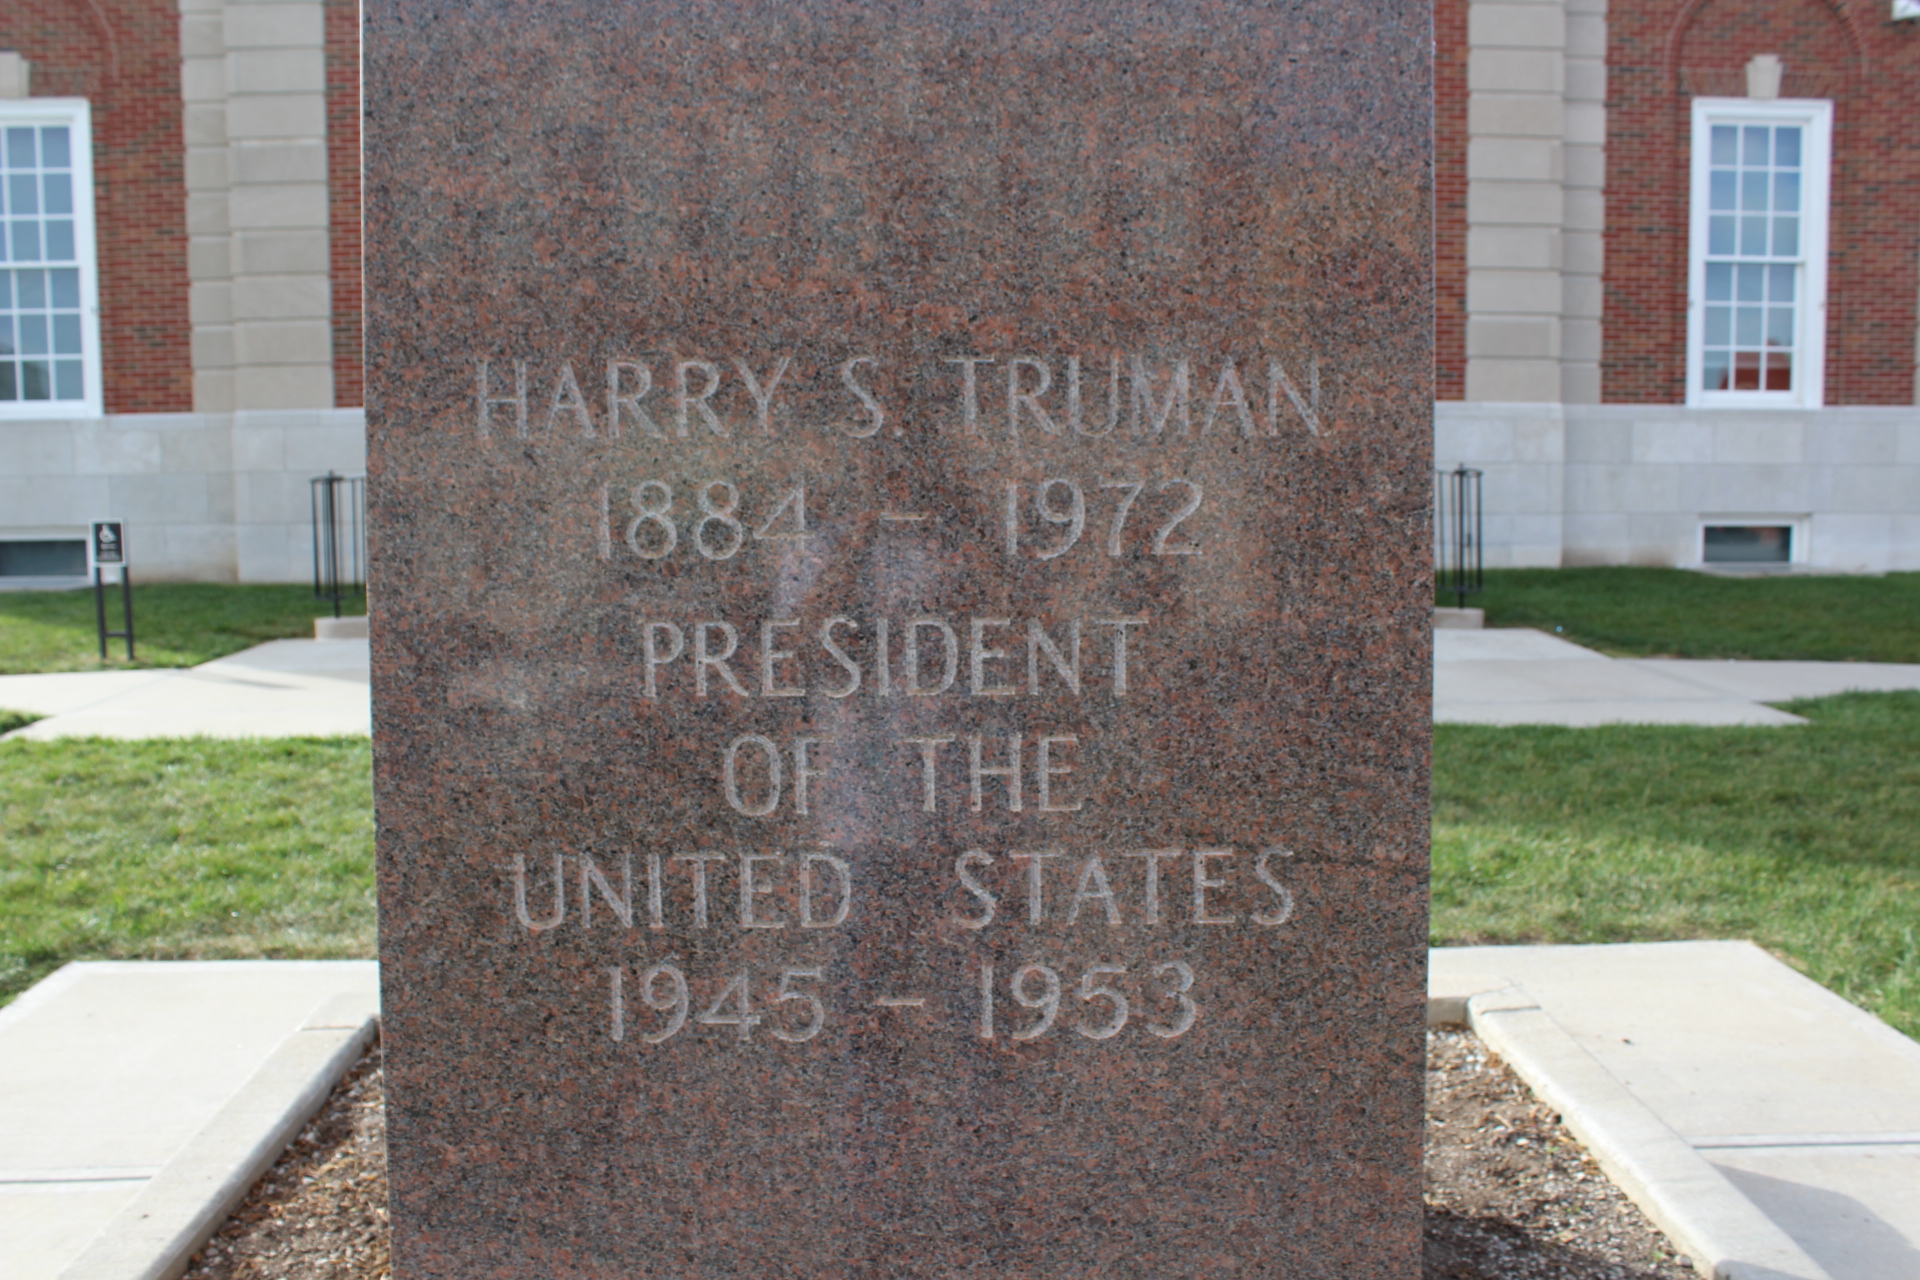 HARRY S. TRUMAN
1884 – 1972
PRESIDENT
OF THE
UNITED STATES
1945 – 1953